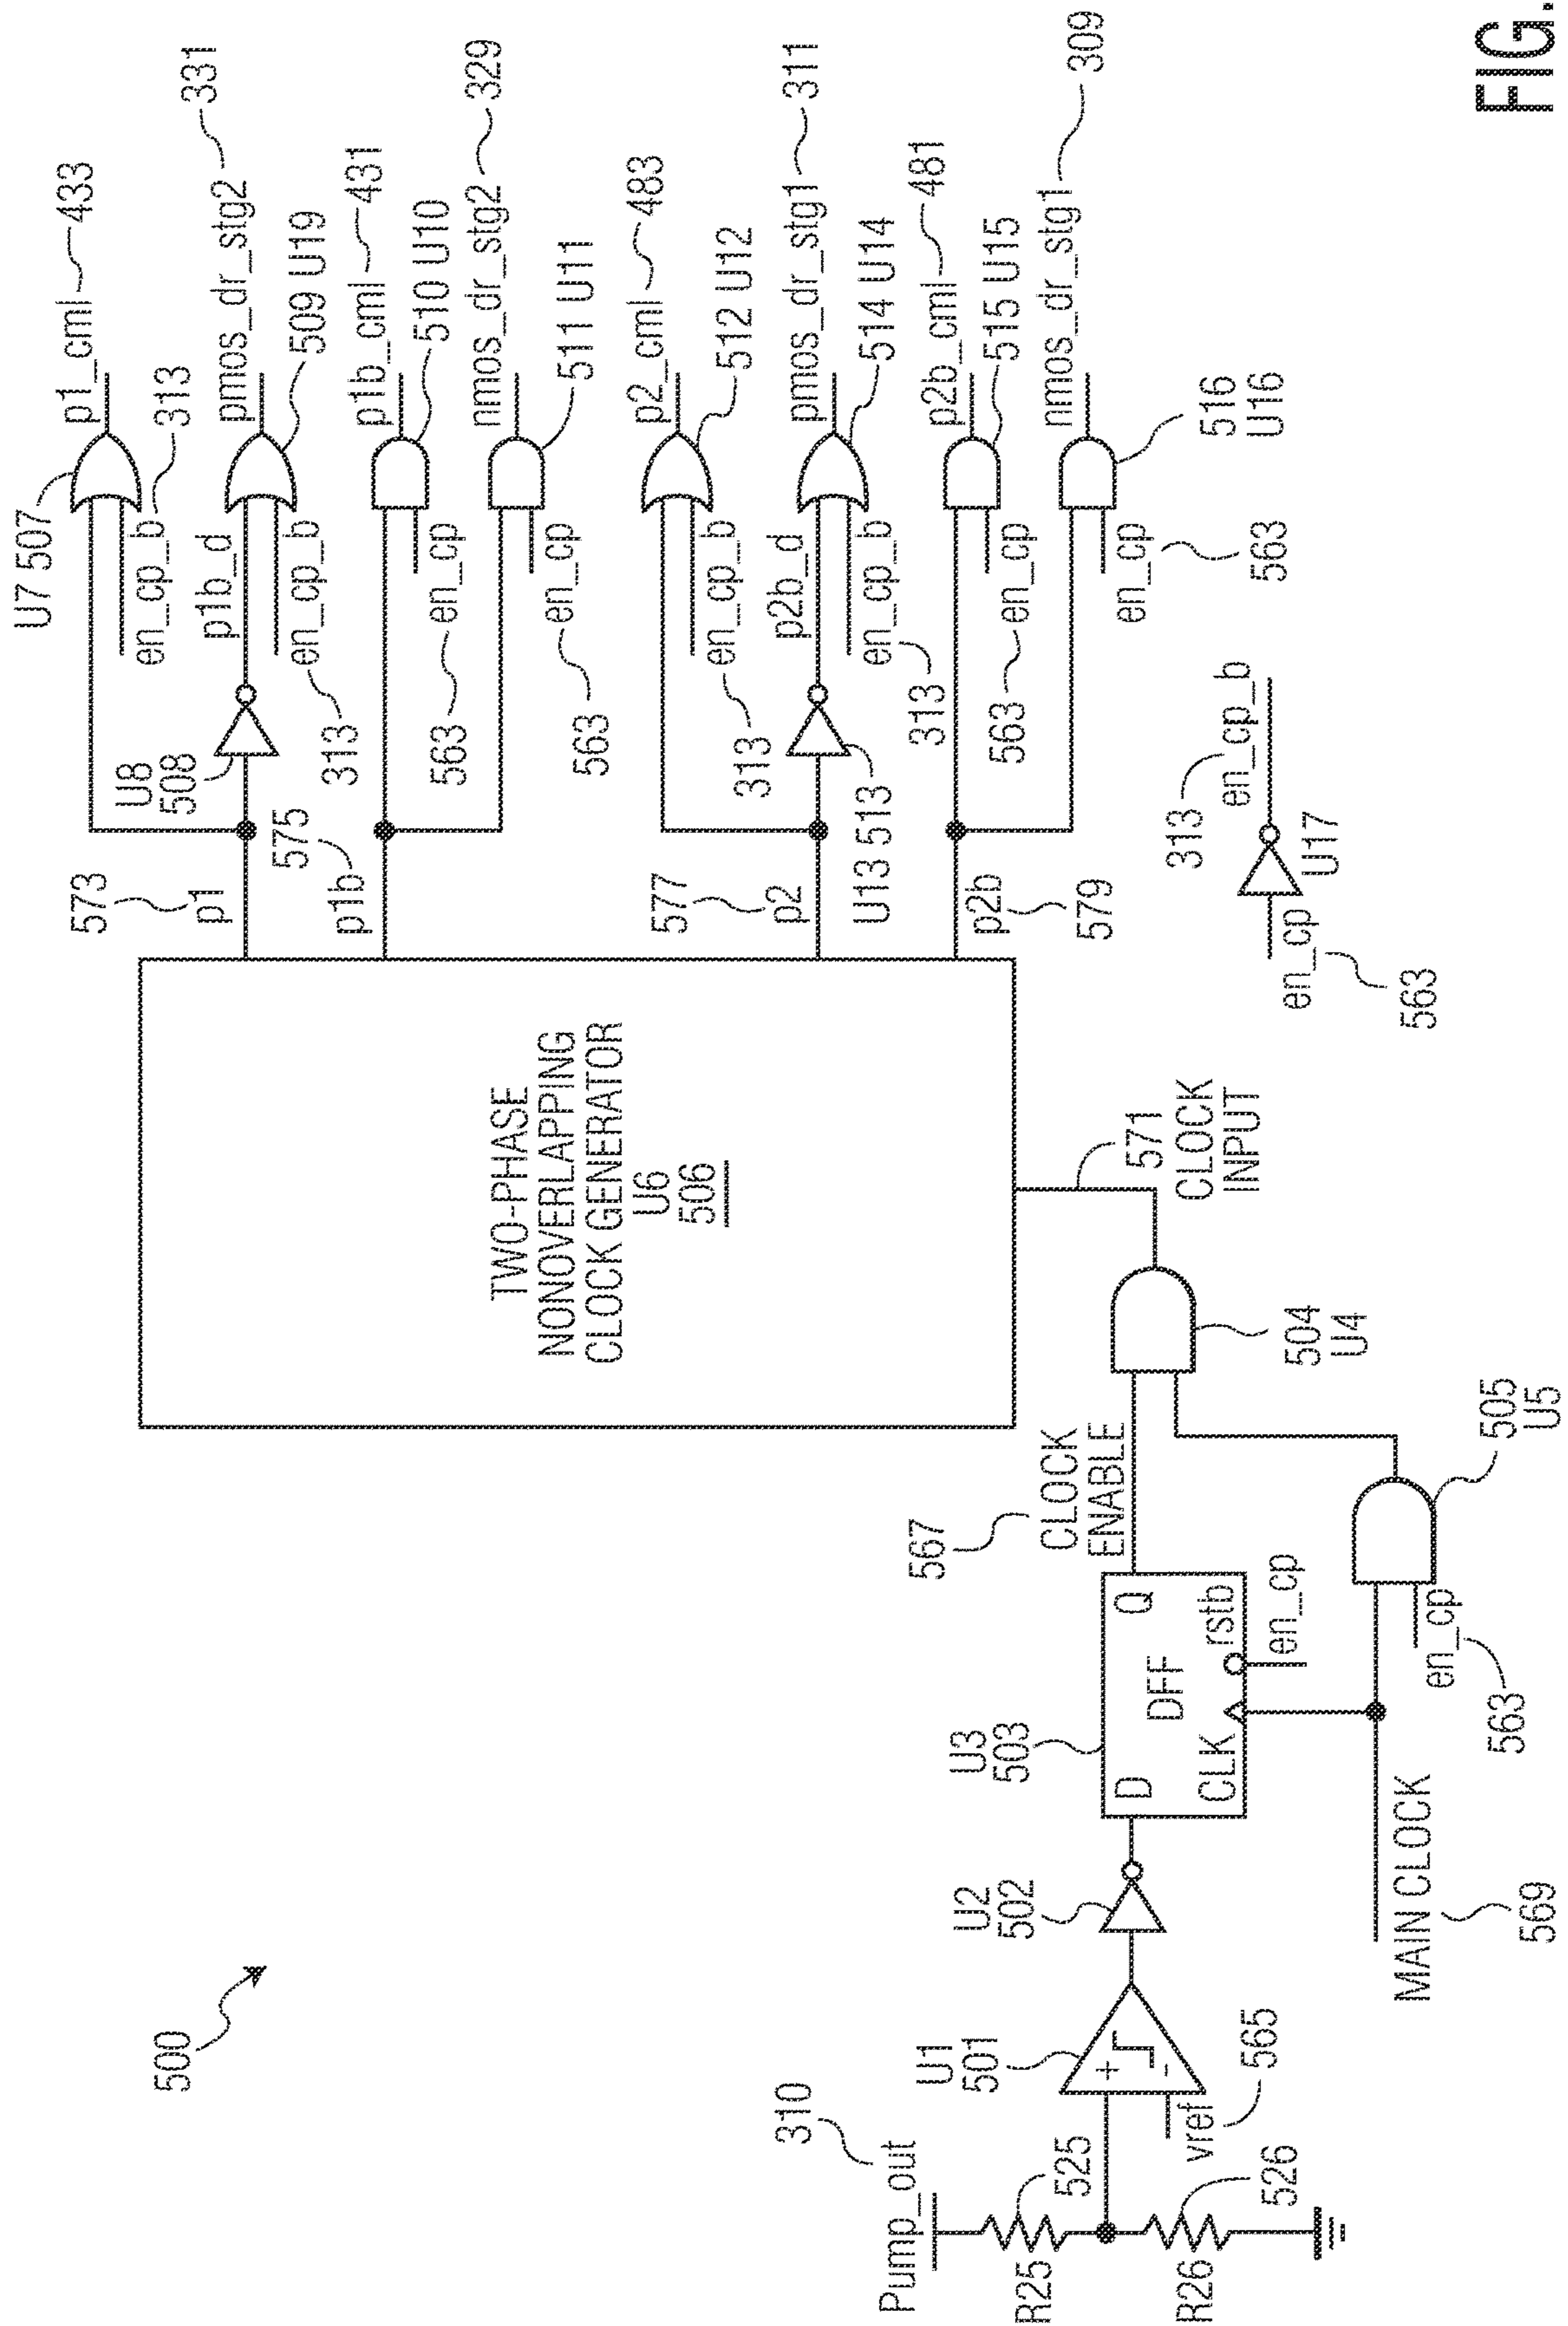 500
310
Pump_out
R25
525
R26
526
U1
501
+
-
vref
565
U2
502
U3
503
D
Q
DFF
CLK
rstb
en_cp
567
CLOCK
ENABLE
MAIN CLOCK
569
en_cp
563
505
U5
504
U4
571
CLOCK
INPUT
TWO-PHASE
NONOVERLAPPING
CLOCK GENERATOR
U6
506
573
p1
575
p1b
577
p2
p2b
579
U7 507
p1_cml
433
en_cp_b
313
U8
508
p1b_d
en_cp_b
313
pmos_dr_stg2
331
509 U19
p1b_cml
431
563
en_cp
510 U10
nmos_dr_stg2
329
563
en_cp
511 U11
p2_cml
483
313
en_cp_b
512 U12
U13 513
p2b_d
en_cp_b
313
pmos_dr_stg1
311
514 U14
p2b_cml
481
563
en_cp
515 U15
nmos_dr_stg1
309
en_cp
563
516
U16
en_cp
563
U17
313
en_cp_b
FIG.